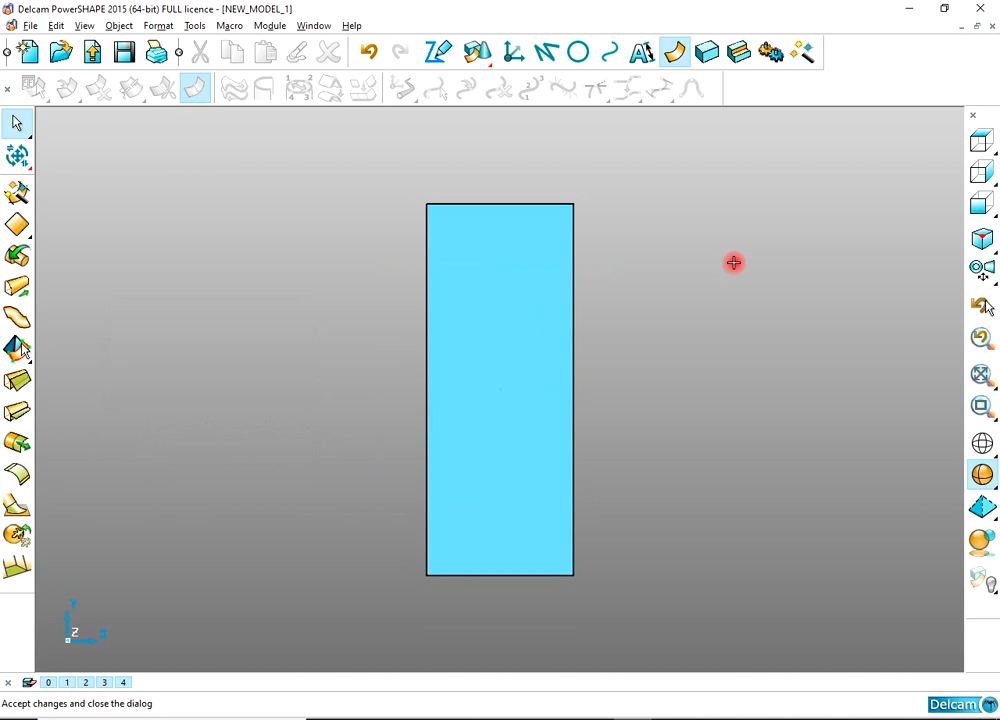 Delcam PowerSHAPE 2015 (64-bit) FULL licence - [NEW_MODEL_1]
File Edit View Object Format Tools Macro Module Window Help
Y
Z X
0 1 2 3 4
Accept changes and close the dialog
Delcam